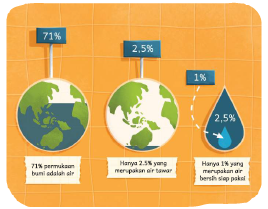 71%
71% permukaan
bumi adalah air
2,5%
Hanya 2.5% yang
merupakan air tawar
1%
2,5%
Hanya 1% yang
merupakan air
bersih siap pakai